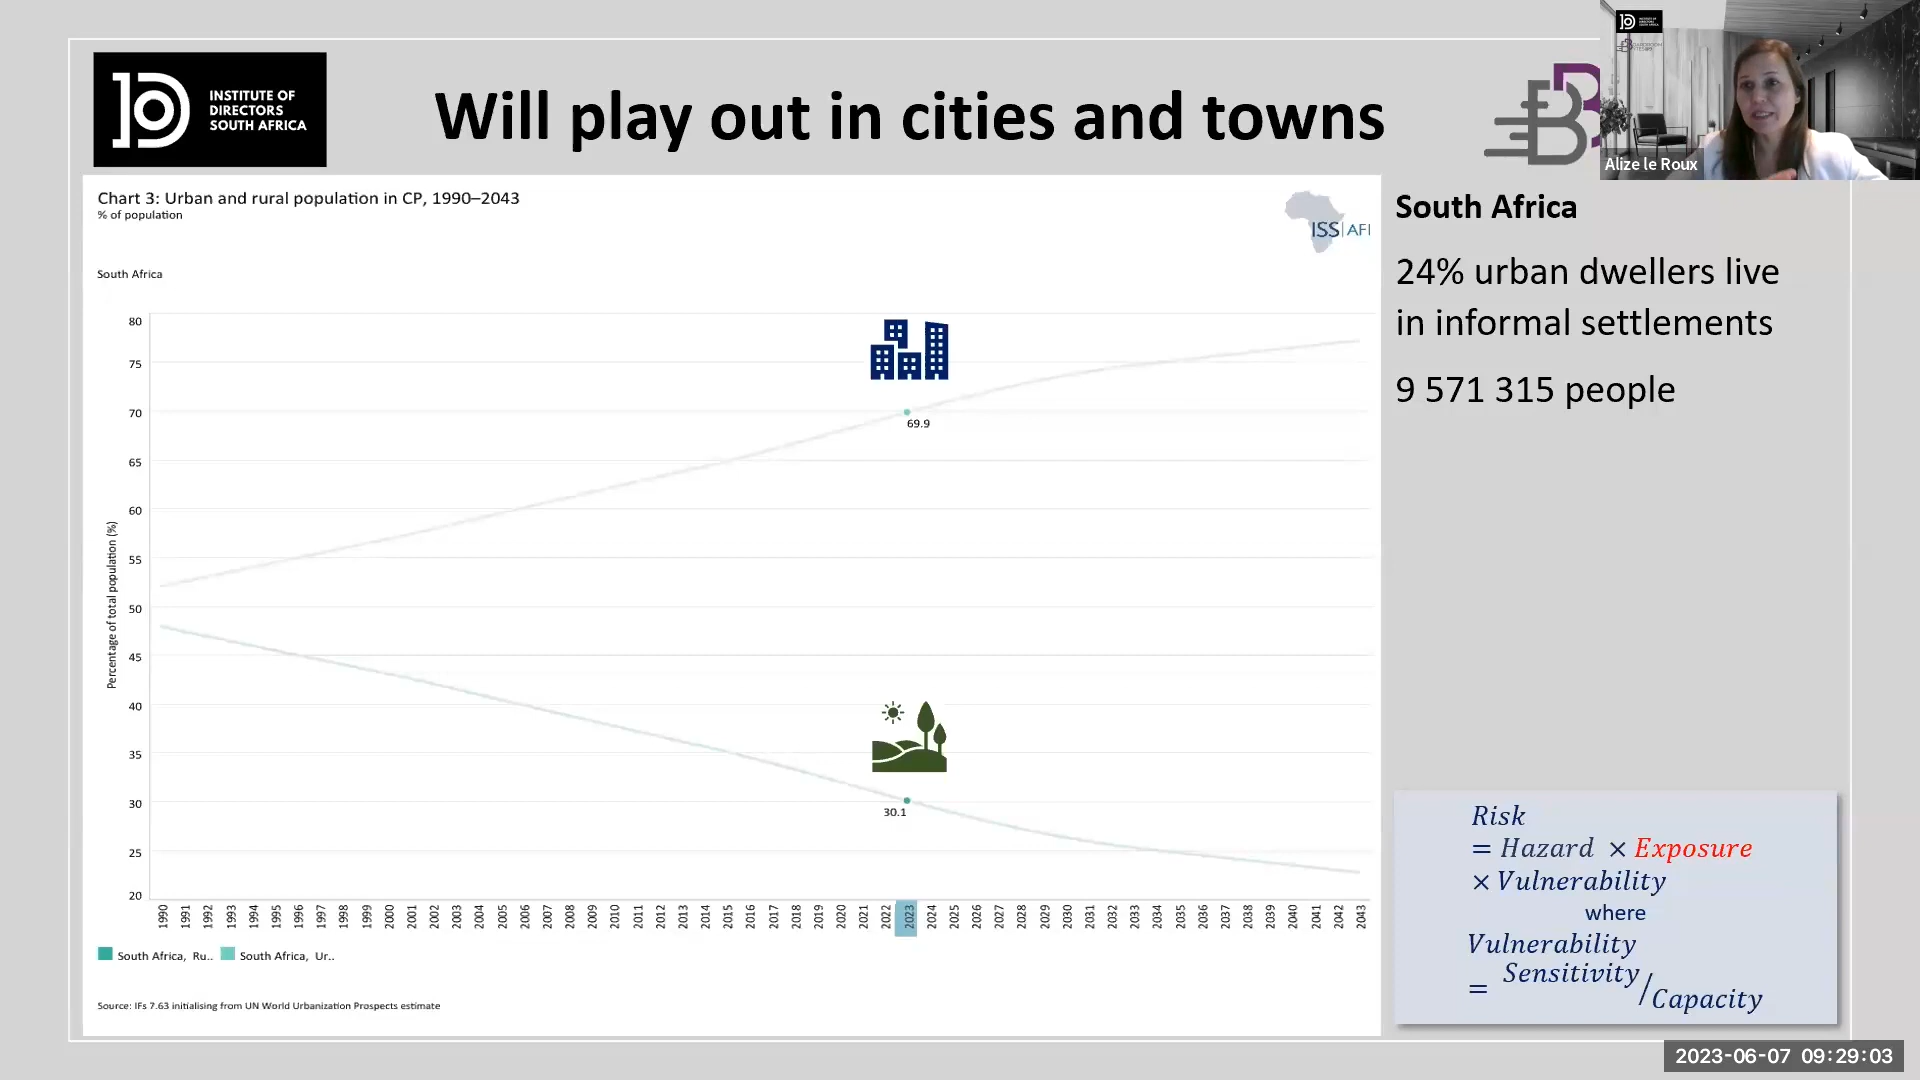 INSTITUTE OF
DIRECTORS
SOUTH AFRICA
Will play out in cities and towns
Alize le Roux
Chart 3: Urban and rural population in CP, 1990–2043
% of population
ISS AFI
South Africa
80
75
70
65
60
55
50
45
40
35
30
25
20
Percentage of total population (%)
69.9
30.1
1990 1991 1992 1993 1994 1995 1996 1997 1998 1999 2000 2001 2002 2003 2004 2005 2006 2007 2008 2009 2010 2011 2012 2013 2014 2015 2016 2017 2018 2019 2020 2021 2022 2023 2024 2025 2026 2027 2028 2029 2030 2031 2032 2033 2034 2035 2036 2037 2038 2039 2040 2041 2042 2043
South Africa, Ru.. South Africa, Ur..
Source: IFs 7.63 initialising from UN World Urbanization Prospects estimate
South Africa
24% urban dwellers live
in informal settlements
9 571 315 people
Risk
= Hazard × Exposure
× Vulnerability
where
Vulnerability
= Sensitivity/Capacity
2023-06-07 09:29:03